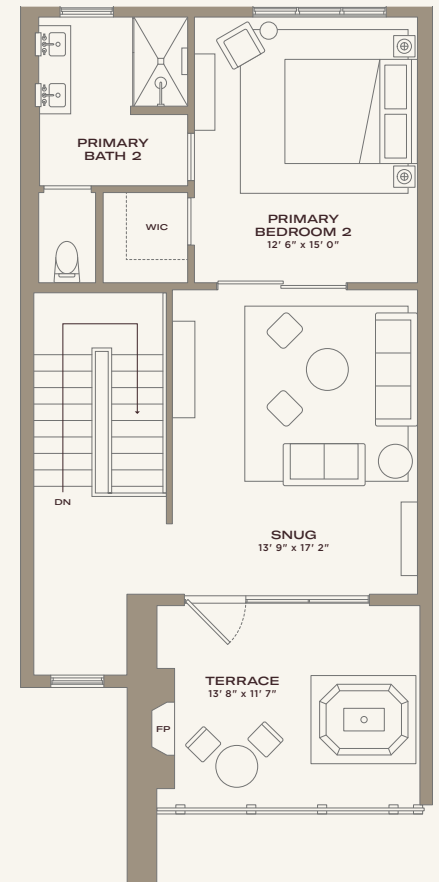 PRIMARY
BATH 2
WIC
PRIMARY
BEDROOM 2
12' 6" x 15' 0"
DN
SNUG
13' 9" x 17' 2"
TERRACE
13' 8" x 11' 7"
FP